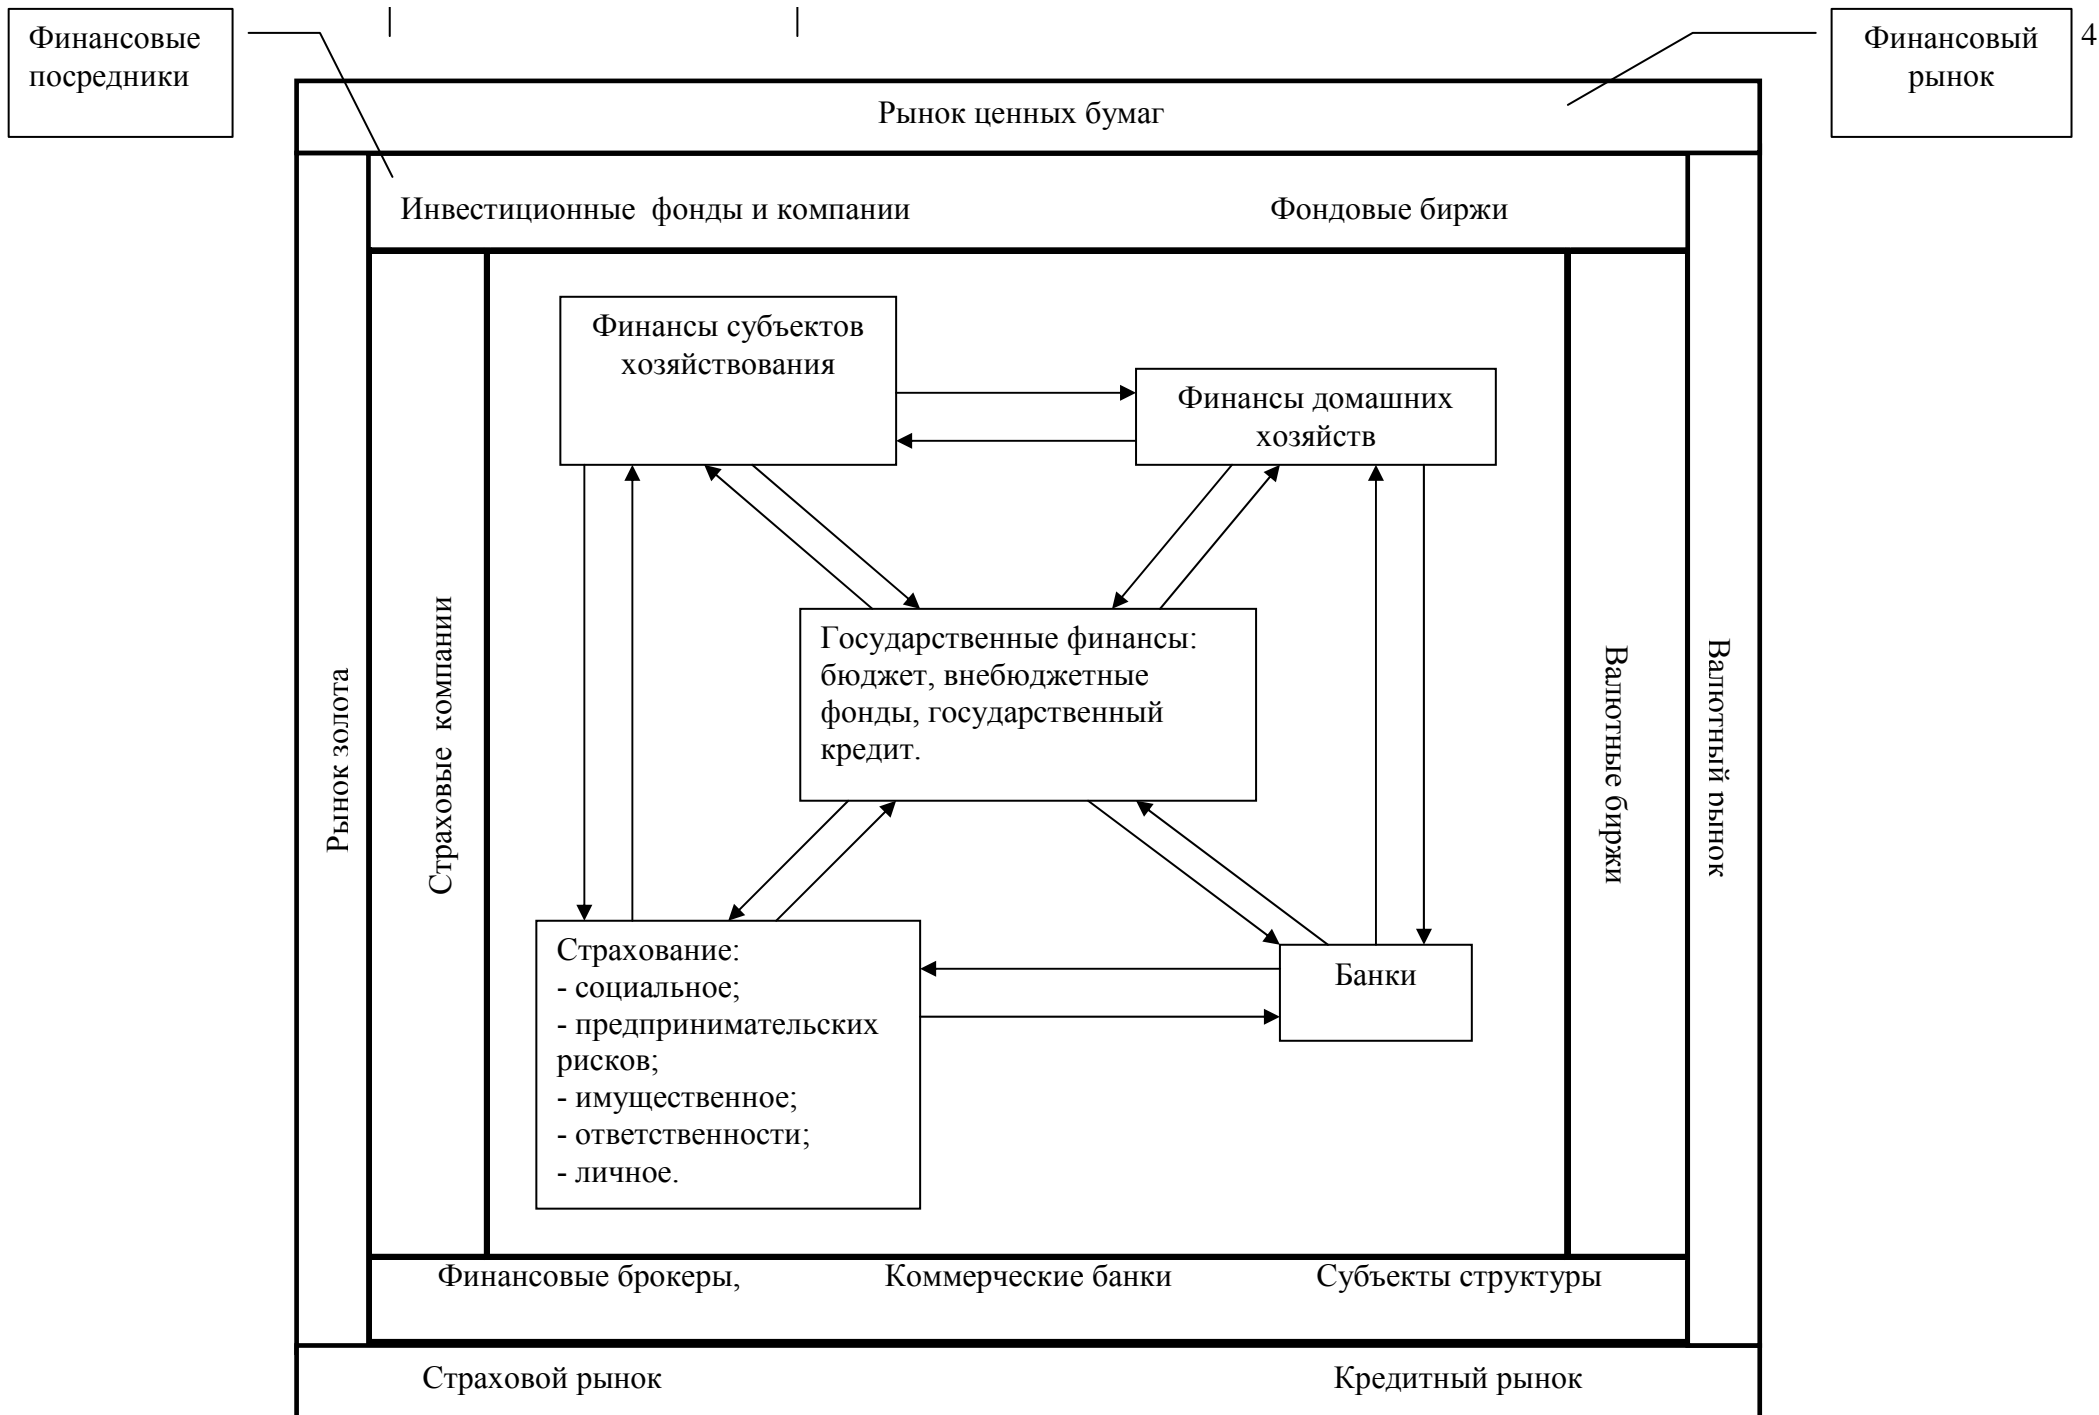 Финансовые
посредники
Финансовый
рынок
4
Рынок ценных бумаг
Инвестиционные фонды и компании
Фондовые биржи
Рынок золота
Страховые компании
Финансы субъектов
хозяйствования
Финансы домашних
хозяйств
Государственные финансы:
бюджет, внебюджетные
фонды, государственный
кредит.
Страхование:
- социальное;
- предпринимательских
рисков;
- имущественное;
- ответственности;
- личное.
Банки
Валютные биржи
Валютный рынок
Финансовые брокеры,
Коммерческие банки
Субъекты структуры
Страховой рынок
Кредитный рынок